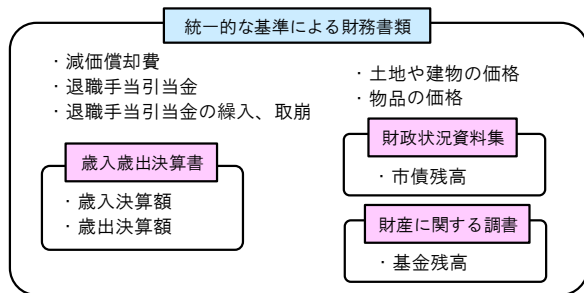 統一的な基準による財務書類
・減価償却費
・退職手当引当金
・退職手当引当金の繰入、取崩
・土地や建物の価格
・物品の価格
歳入歳出決算書
・歳入決算額
・歳出決算額
財政状況資料集
・市債残高
財産に関する調書
・基金残高